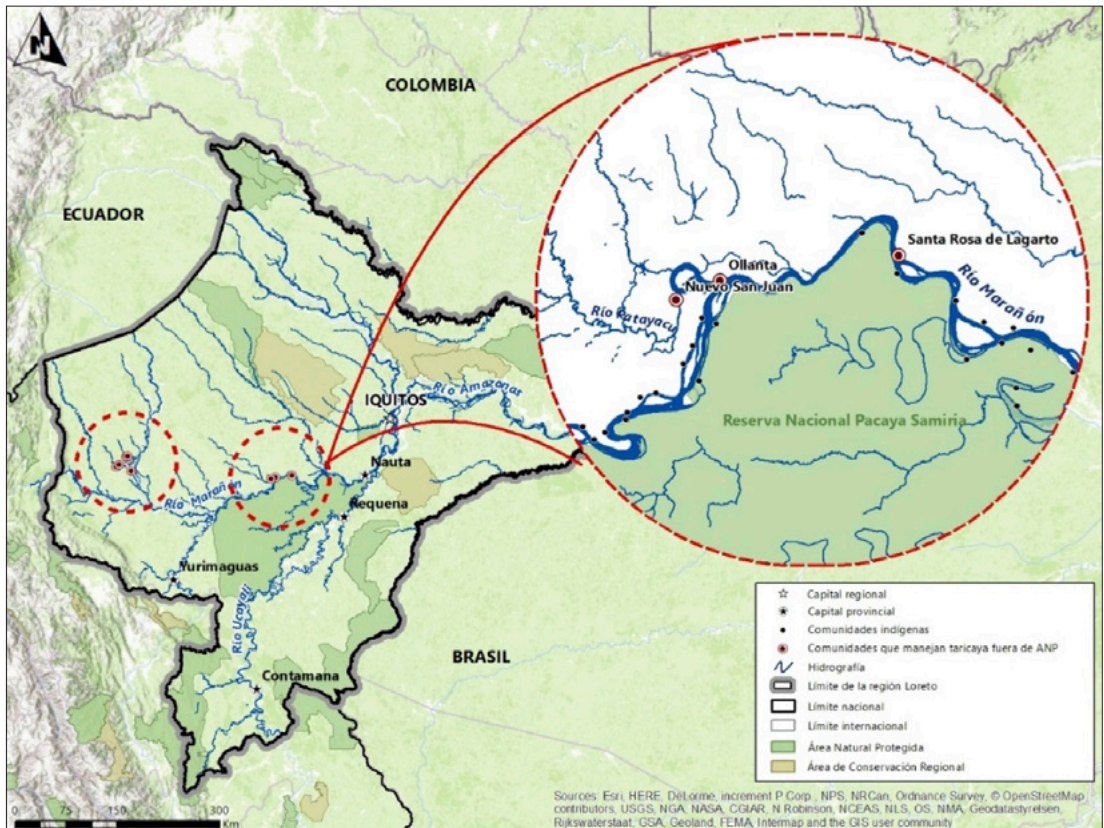 N
COLOMBIA
ECUADOR
Santa Rosa de Lagarto
Ollanta
Nuevo San Juan
Río Marañón
Río Patayacu
Río Amazonas
IQUITOS
Reserva Nacional Pacaya Samiria
Nauta
Río Marañón
Requena
Yurimaguas
Río Ucayali
BRASIL
Contamana
Capital regional
Capital provincial
Comunidades indígenas
Comunidades que manejan taricaya fuera de ANP
Hidrografía
Límite de la región Loreto
Límite nacional
Límite internacional
Área Natural Protegida
Área de Conservación Regional
0 75 150 300
Km
Sources: Esri, HERE, DeLorme, increment P Corp., NPS, NRCan, Ordnance Survey, © OpenStreetMap
contributors, USGS, NGA, NASA, CGIAR, N Robinson, NCEAS, NLS, OS, NMA, Geodatastyrelsen,
Rijkswaterstaat, GSA, Geoland, FEMA, Intermap and the GIS user community